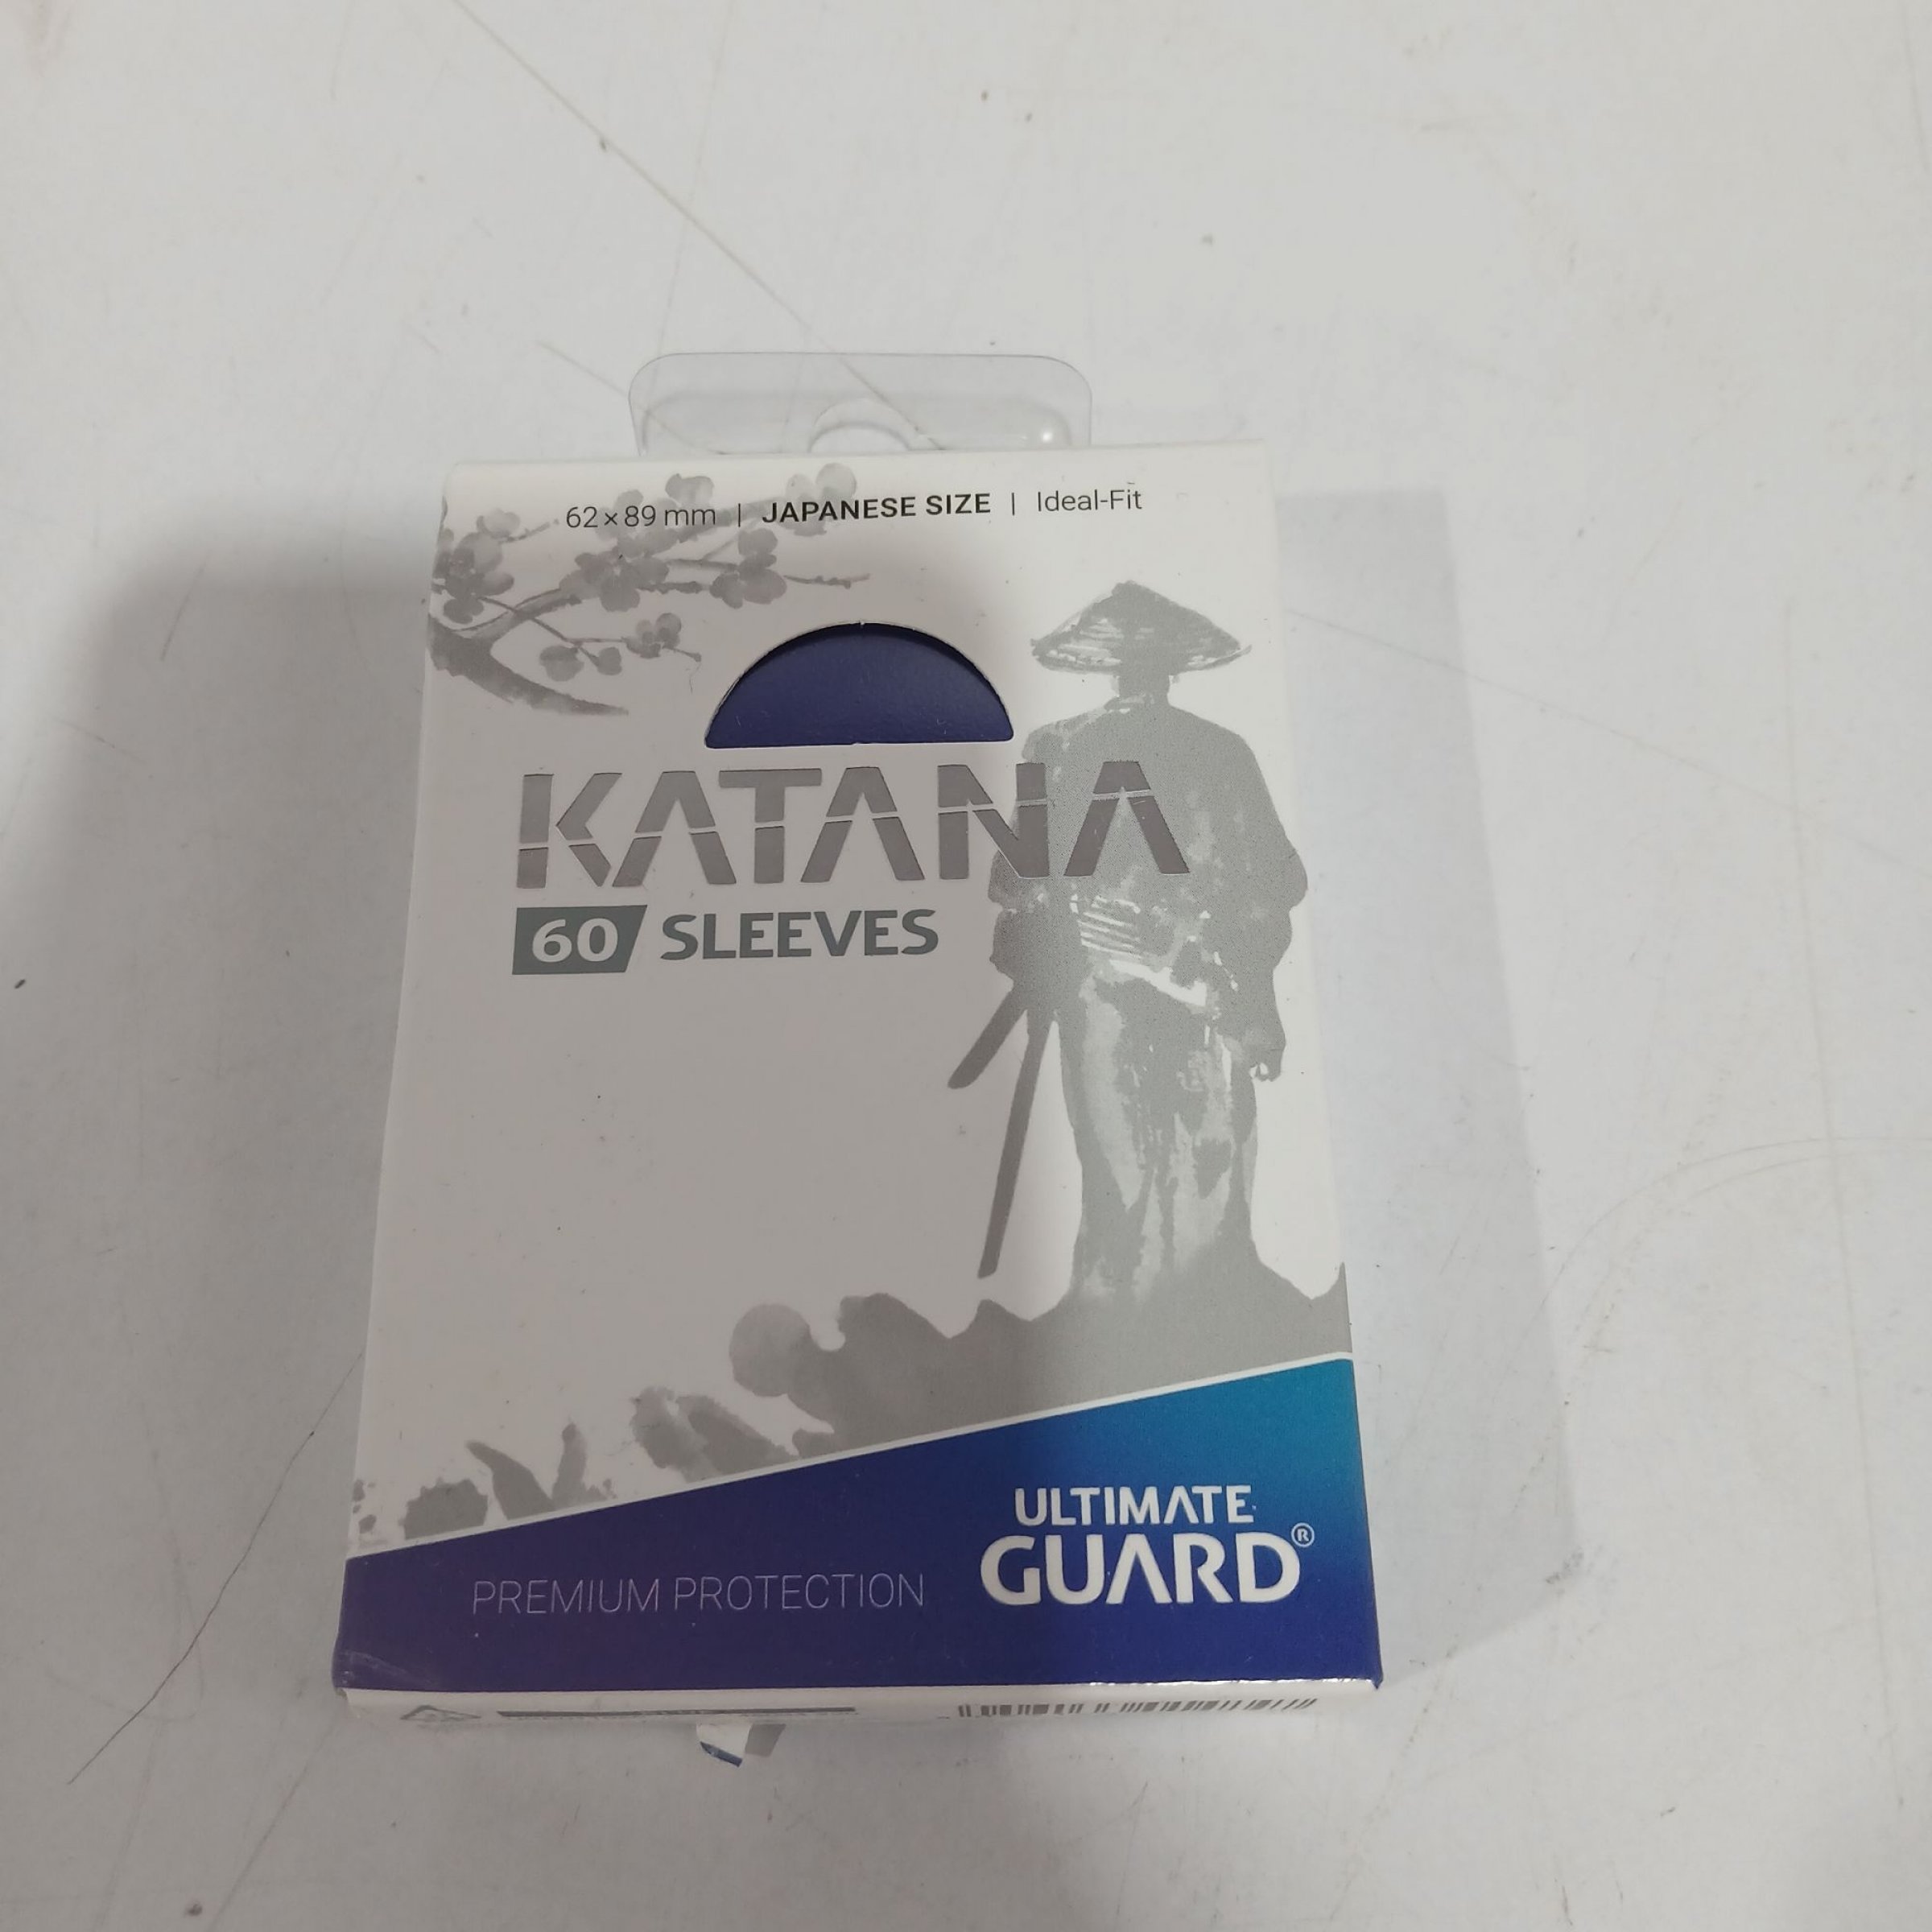 62 × 89 mm | JAPANESE SIZE | Ideal-Fit
KATANA
60 SLEEVES
ULTIMATE
GUARD®
PREMIUM PROTECTION